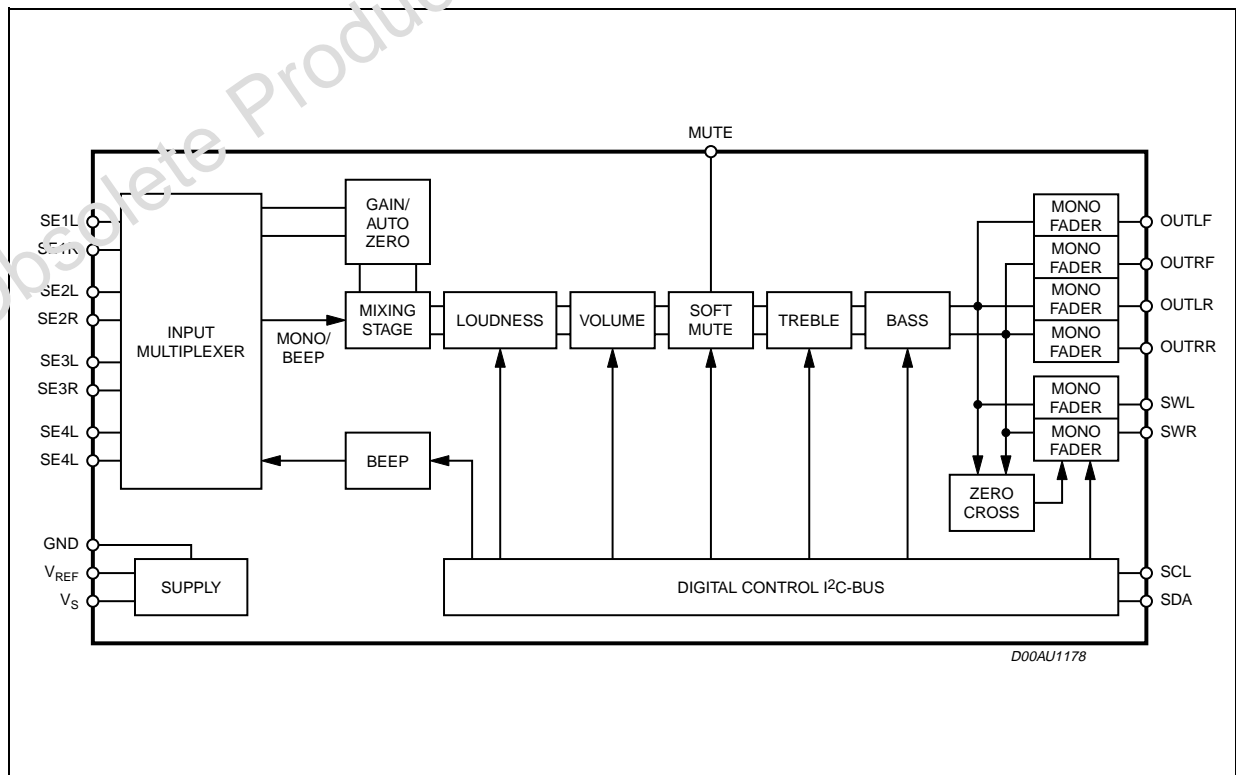 Obsolete Produc
MUTE
SE1L
SE1R
SE2L
SE2R
SE3L
SE3R
SE4L
SE4L
GND
VREF
VS
INPUT
MULTIPLEXER
SUPPLY
GAIN/
AUTO
ZERO
MONO/
BEEP
MIXING
STAGE
BEEP
LOUDNESS
VOLUME
SOFT
MUTE
TREBLE
BASS
MONO
FADER
MONO
FADER
MONO
FADER
MONO
FADER
MONO
FADER
MONO
FADER
ZERO
CROSS
DIGITAL CONTROL I2C-BUS
OUTLF
OUTRF
OUTLR
OUTRR
SWL
SWR
SCL
SDA
D00AU1178